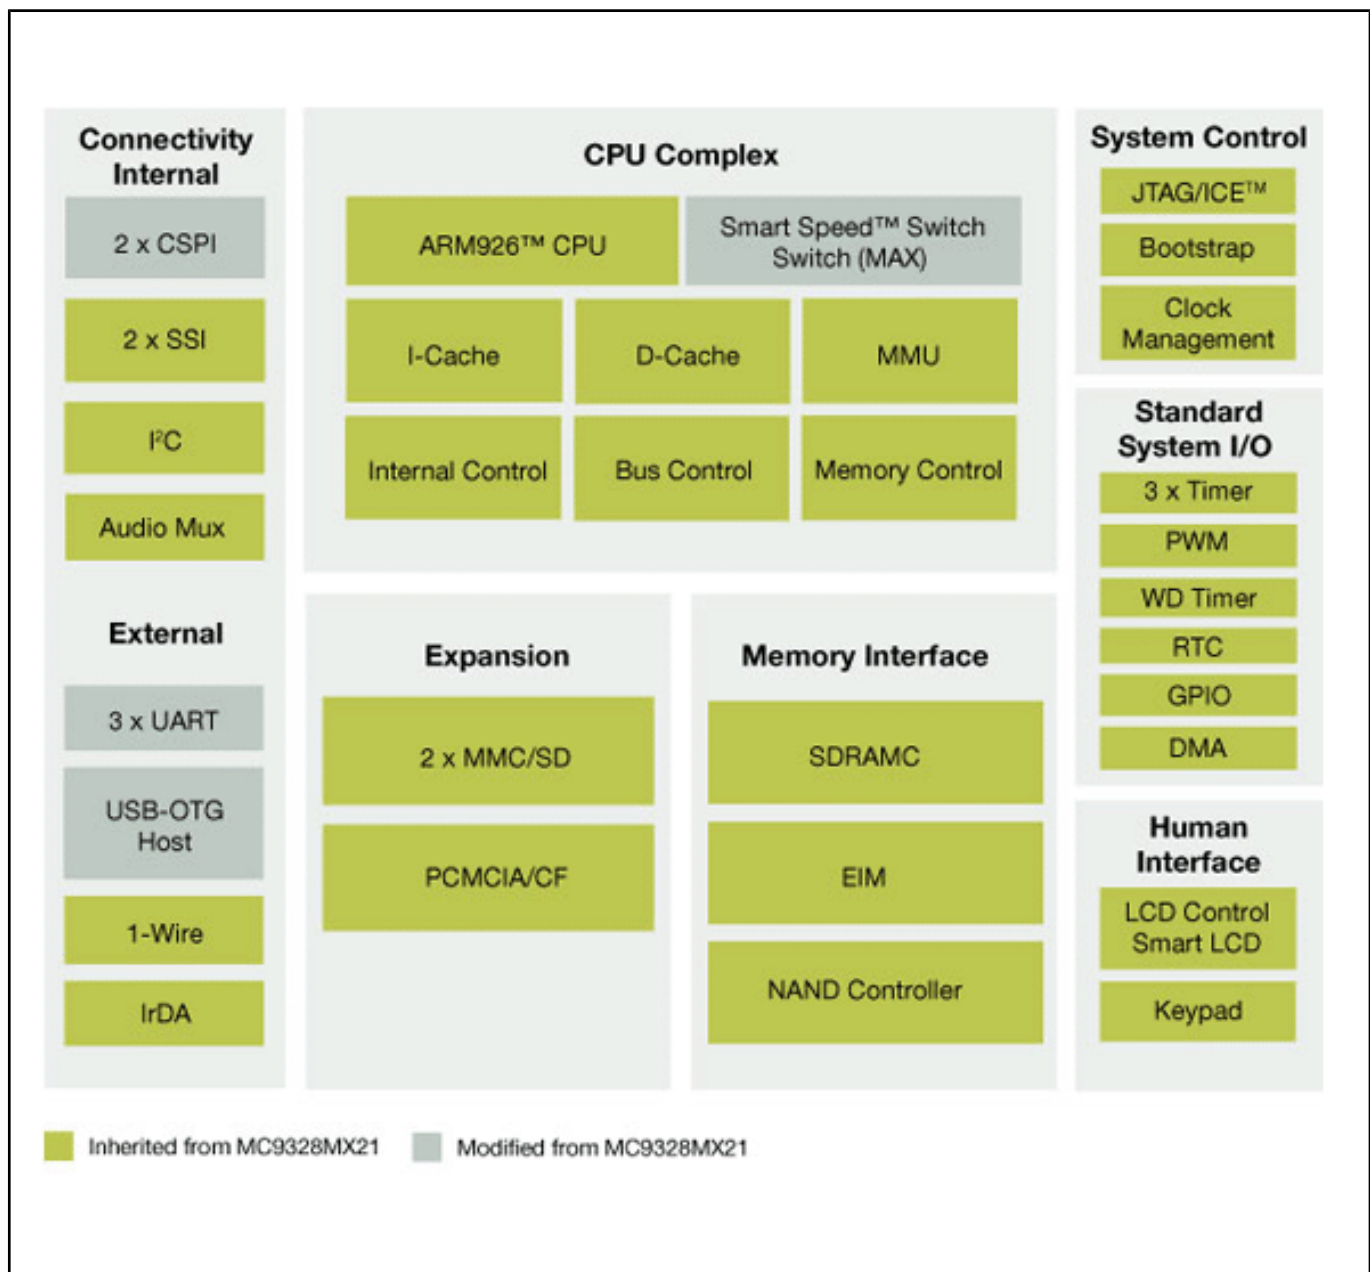 Connectivity
Internal
2 x CSPI
2 x SSI
I²C
Audio Mux
External
3 x UART
USB-OTG
Host
1-Wire
IrDA
CPU Complex
ARM926™ CPU
Smart Speed™ Switch
Switch (MAX)
I-Cache
D-Cache
MMU
Internal Control
Bus Control
Memory Control
Expansion
2 x MMC/SD
PCMCIA/CF
Memory Interface
SDRAMC
EIM
NAND Controller
System Control
JTAG/ICE™
Bootstrap
Clock
Management
Standard
System I/O
3 x Timer
PWM
WD Timer
RTC
GPIO
DMA
Human
Interface
LCD Control
Smart LCD
Keypad
Inherited from MC9328MX21
Modified from MC9328MX21